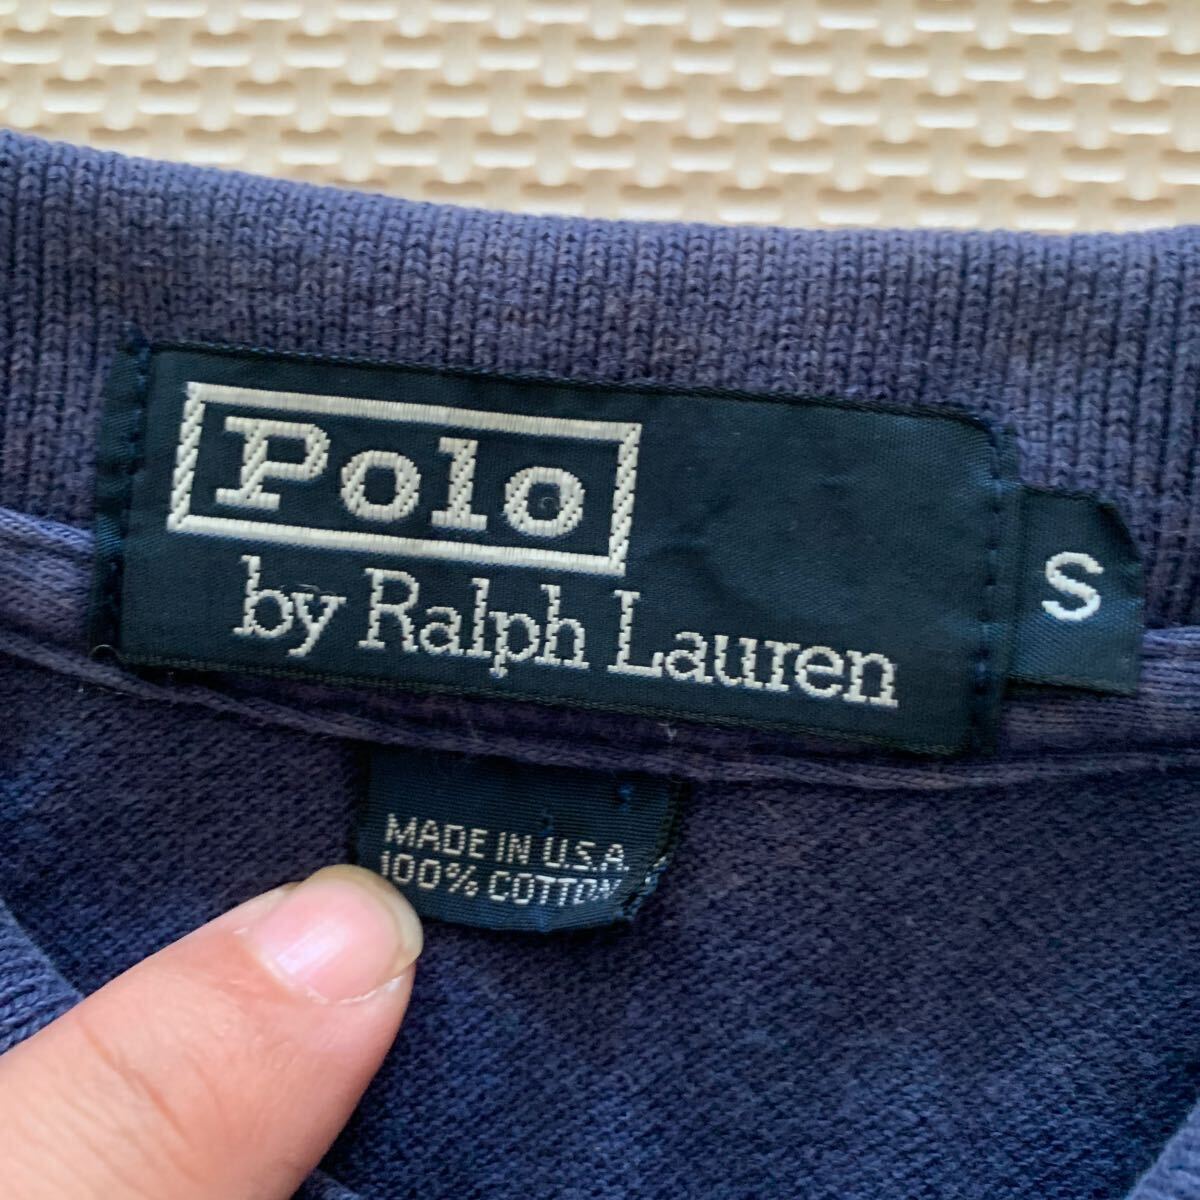 Polo
by Ralph Lauren
S
MADE IN U.S.A.
100% COTTON